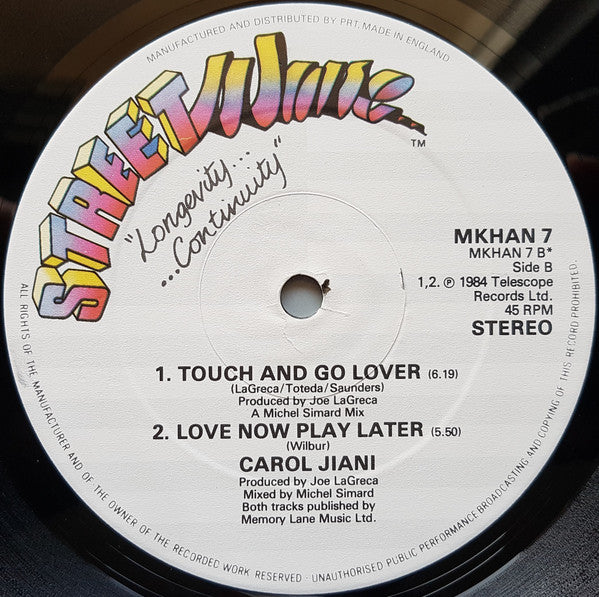 MANUFACTURED AND DISTRIBUTED BY PRT. MADE IN ENGLAND
STREETWave
TM
"Longevity...
...Continuity"
MKHAN 7
MKHAN 7 B*
Side B
1,2. ℗ 1984 Telescope
Records Ltd.
45 RPM
STEREO
1. TOUCH AND GO LOVER (6.19)
(LaGreca/Toteda/Saunders)
Produced by Joe LaGreca
A Michel Simard Mix
2. LOVE NOW PLAY LATER (5.50)
(Wilbur)
CAROL JIANI
Produced by Joe LaGreca
Mixed by Michel Simard
Both tracks published by
Memory Lane Music Ltd.
ALL RIGHTS OF THE MANUFACTURER AND OF THE OWNER OF THE RECORDED WORK RESERVED · UNAUTHORISED PUBLIC PERFORMANCE BROADCASTING AND COPYING OF THIS RECORD PROHIBITED.